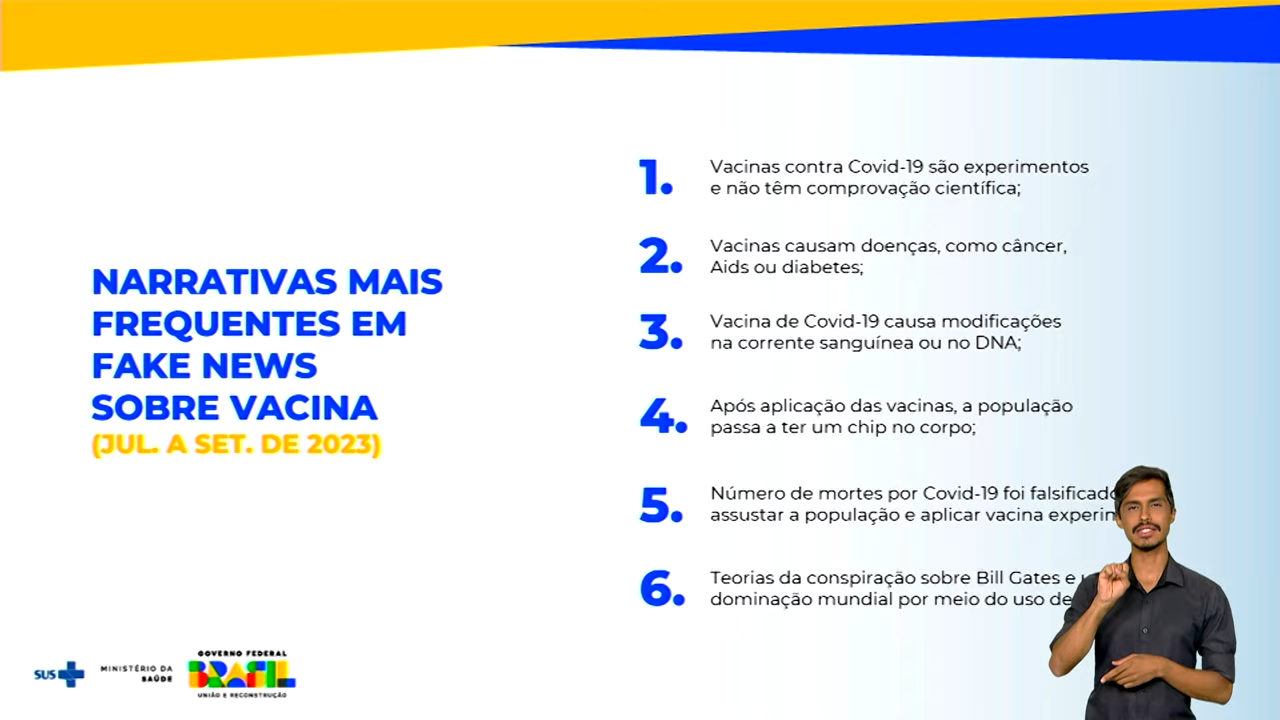 NARRATIVAS MAIS
FREQUENTES EM
FAKE NEWS
SOBRE VACINA
(JUL. A SET. DE 2023)
1. Vacinas contra Covid-19 são experimentos
e não têm comprovação científica;
2. Vacinas causam doenças, como câncer,
Aids ou diabetes;
3. Vacina de Covid-19 causa modificações
na corrente sanguínea ou no DNA;
4. Após aplicação das vacinas, a população
passa a ter um chip no corpo;
5. Número de mortes por Covid-19 foi falsificado
assustar a população e aplicar vacina
6. Teorias da conspiração sobre Bill Gates e
dominação mundial por meio do uso de
SUS
MINISTÉRIO DA
SAÚDE
GOVERNO FEDERAL
BRASIL
UNIÃO E RECONSTRUÇÃO